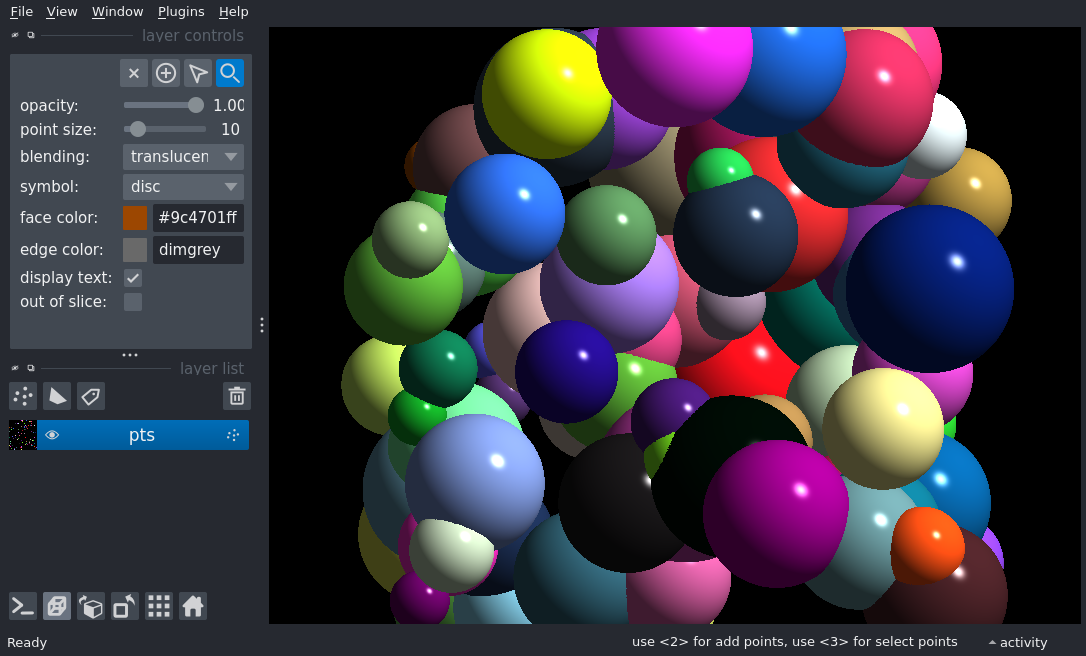 File View Window Plugins Help
layer controls
opacity: 1.00
point size: 10
blending: translucen
symbol: disc
face color: #9c4701ff
edge color: dimgrey
display text:
out of slice:
layer list
pts
Ready
use <2> for add points, use <3> for select points
activity